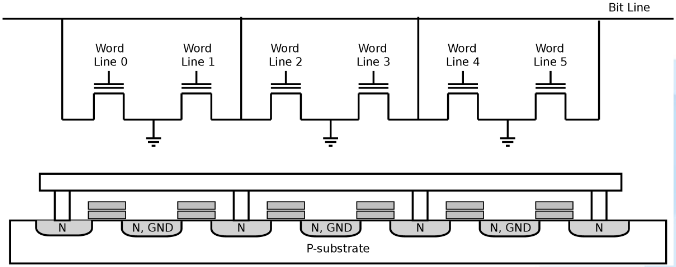 Bit Line
Word Line 0
Word Line 1
Word Line 2
Word Line 3
Word Line 4
Word Line 5
N
N, GND
N
N, GND
N
N, GND
N
P-substrate